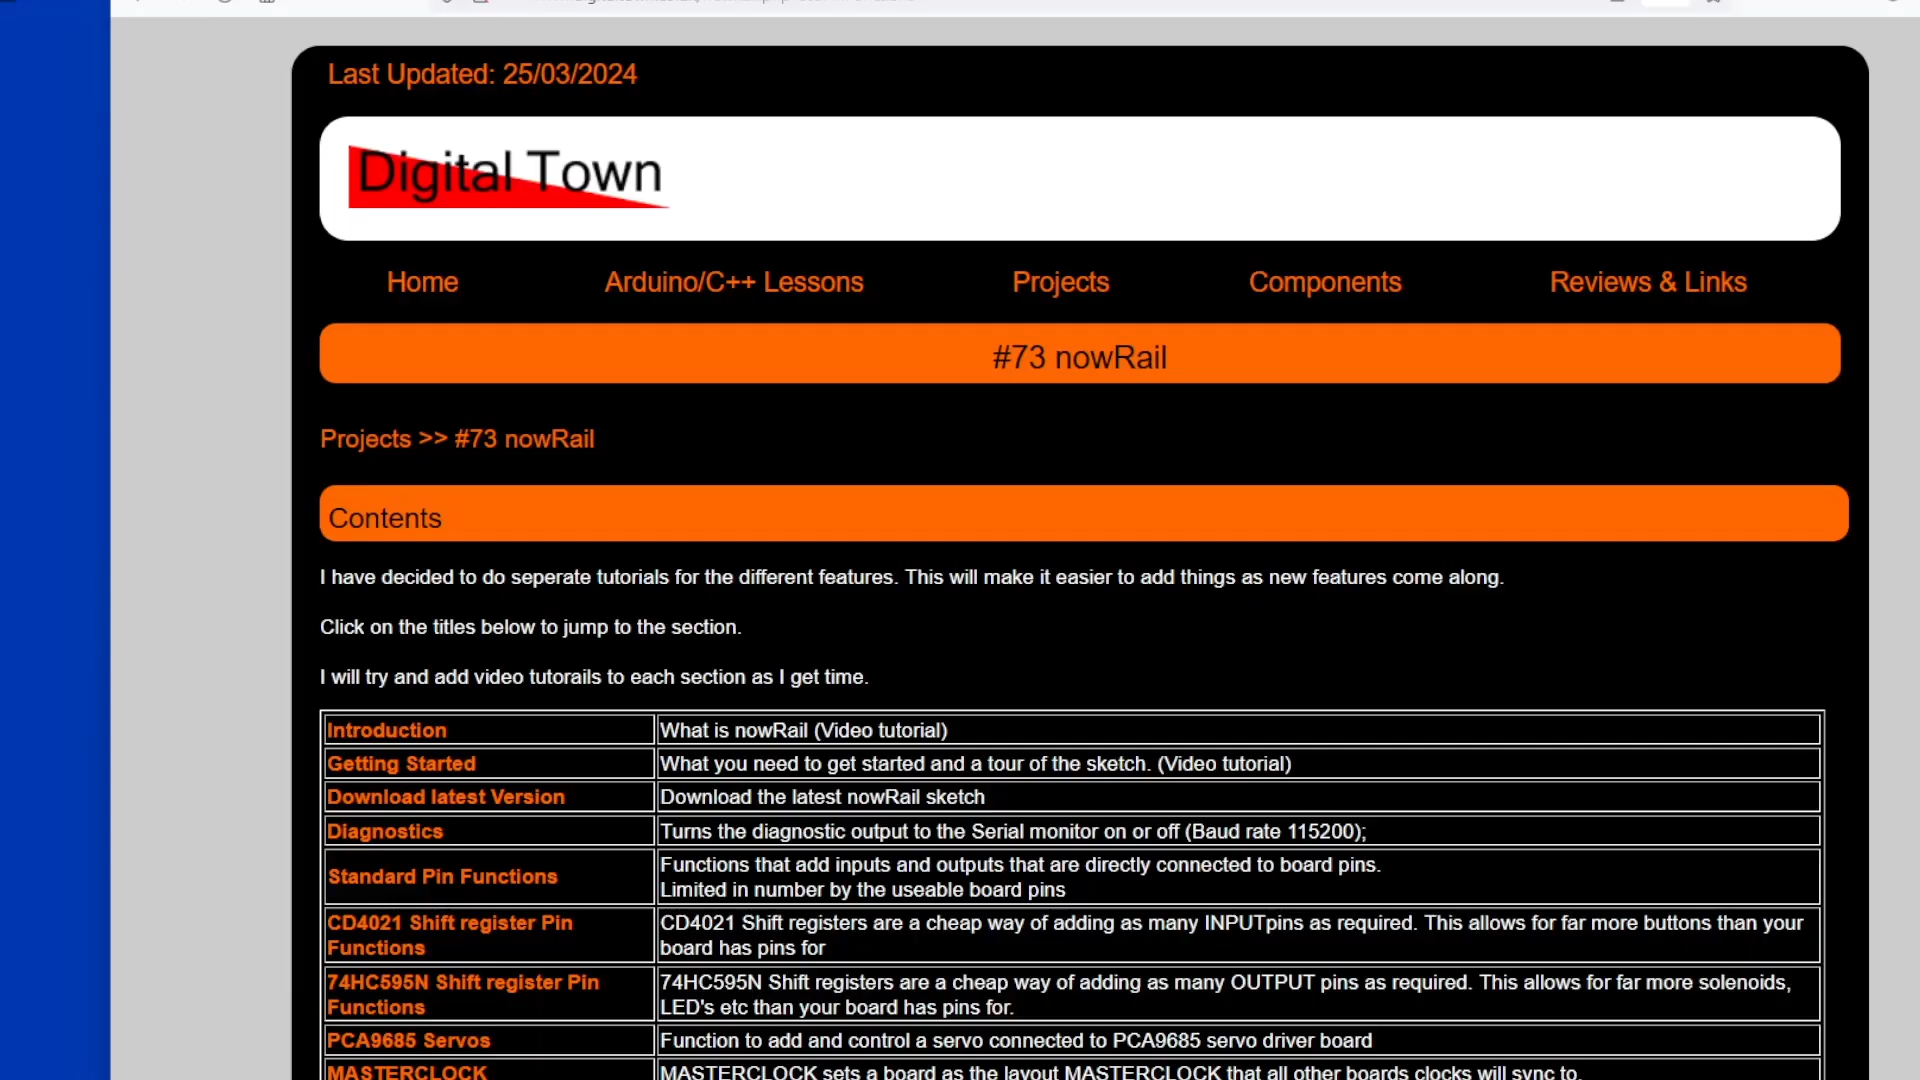 Last Updated: 25/03/2024
Digital Town
Home Arduino/C++ Lessons Projects Components Reviews & Links
#73 nowRail
Projects >> #73 nowRail
Contents
I have decided to do seperate tutorials for the different features. This will make it easier to add things as new features come along.
Click on the titles below to jump to the section.
I will try and add video tutorails to each section as I get time.
Introduction What is nowRail (Video tutorial)
Getting Started What you need to get started and a tour of the sketch. (Video tutorial)
Download latest Version Download the latest nowRail sketch
Diagnostics Turns the diagnostic output to the Serial monitor on or off (Baud rate 115200);
Standard Pin Functions
Functions that add inputs and outputs that are directly connected to board pins.
Limited in number by the useable board pins
CD4021 Shift register Pin
Functions
CD4021 Shift registers are a cheap way of adding as many INPUTpins as required. This allows for far more buttons than your
board has pins for
74HC595N Shift register Pin
Functions
74HC595N Shift registers are a cheap way of adding as many OUTPUT pins as required. This allows for far more solenoids,
LED's etc than your board has pins for.
PCA9685 Servos Function to add and control a servo connected to PCA9685 servo driver board
MASTERCLOCK MASTERCLOCK sets a board as the layout MASTERCLOCK that all other boards clocks will sync to.